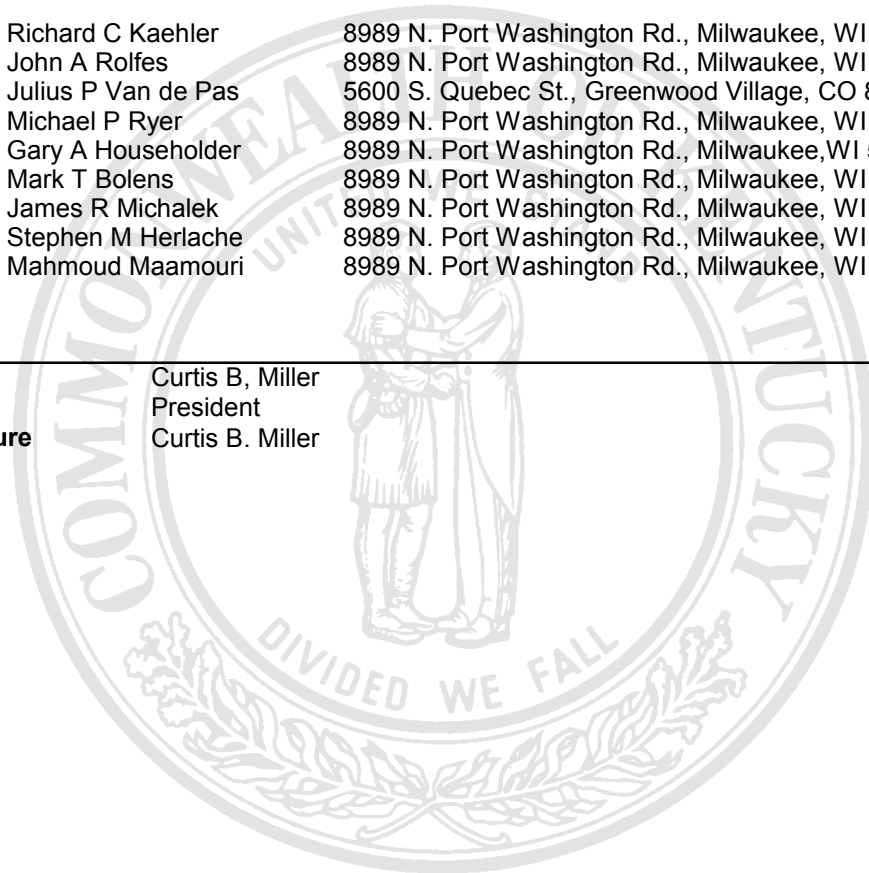 Richard C Kaehler 8989 N. Port Washington Rd., Milwaukee, WI
John A Rolfes 8989 N. Port Washington Rd., Milwaukee, WI
Julius P Van de Pas 5600 S. Quebec St., Greenwood Village, CO
Michael P Ryer 8989 N. Port Washington Rd., Milwaukee, WI
Gary A Householder 8989 N. Port Washington Rd., Milwaukee,WI
Mark T Bolens 8989 N. Port Washington Rd., Milwaukee, WI
James R Michalek 8989 N. Port Washington Rd., Milwaukee, WI
Stephen M Herlache 8989 N. Port Washington Rd., Milwaukee, WI
Mahmoud Maamouri 8989 N. Port Washington Rd., Milwaukee, WI
Curtis B, Miller
President
ure Curtis B. Miller
COMMONWEALTH OF KENTUCKY
UNITED WE
DIVIDED WE FALL